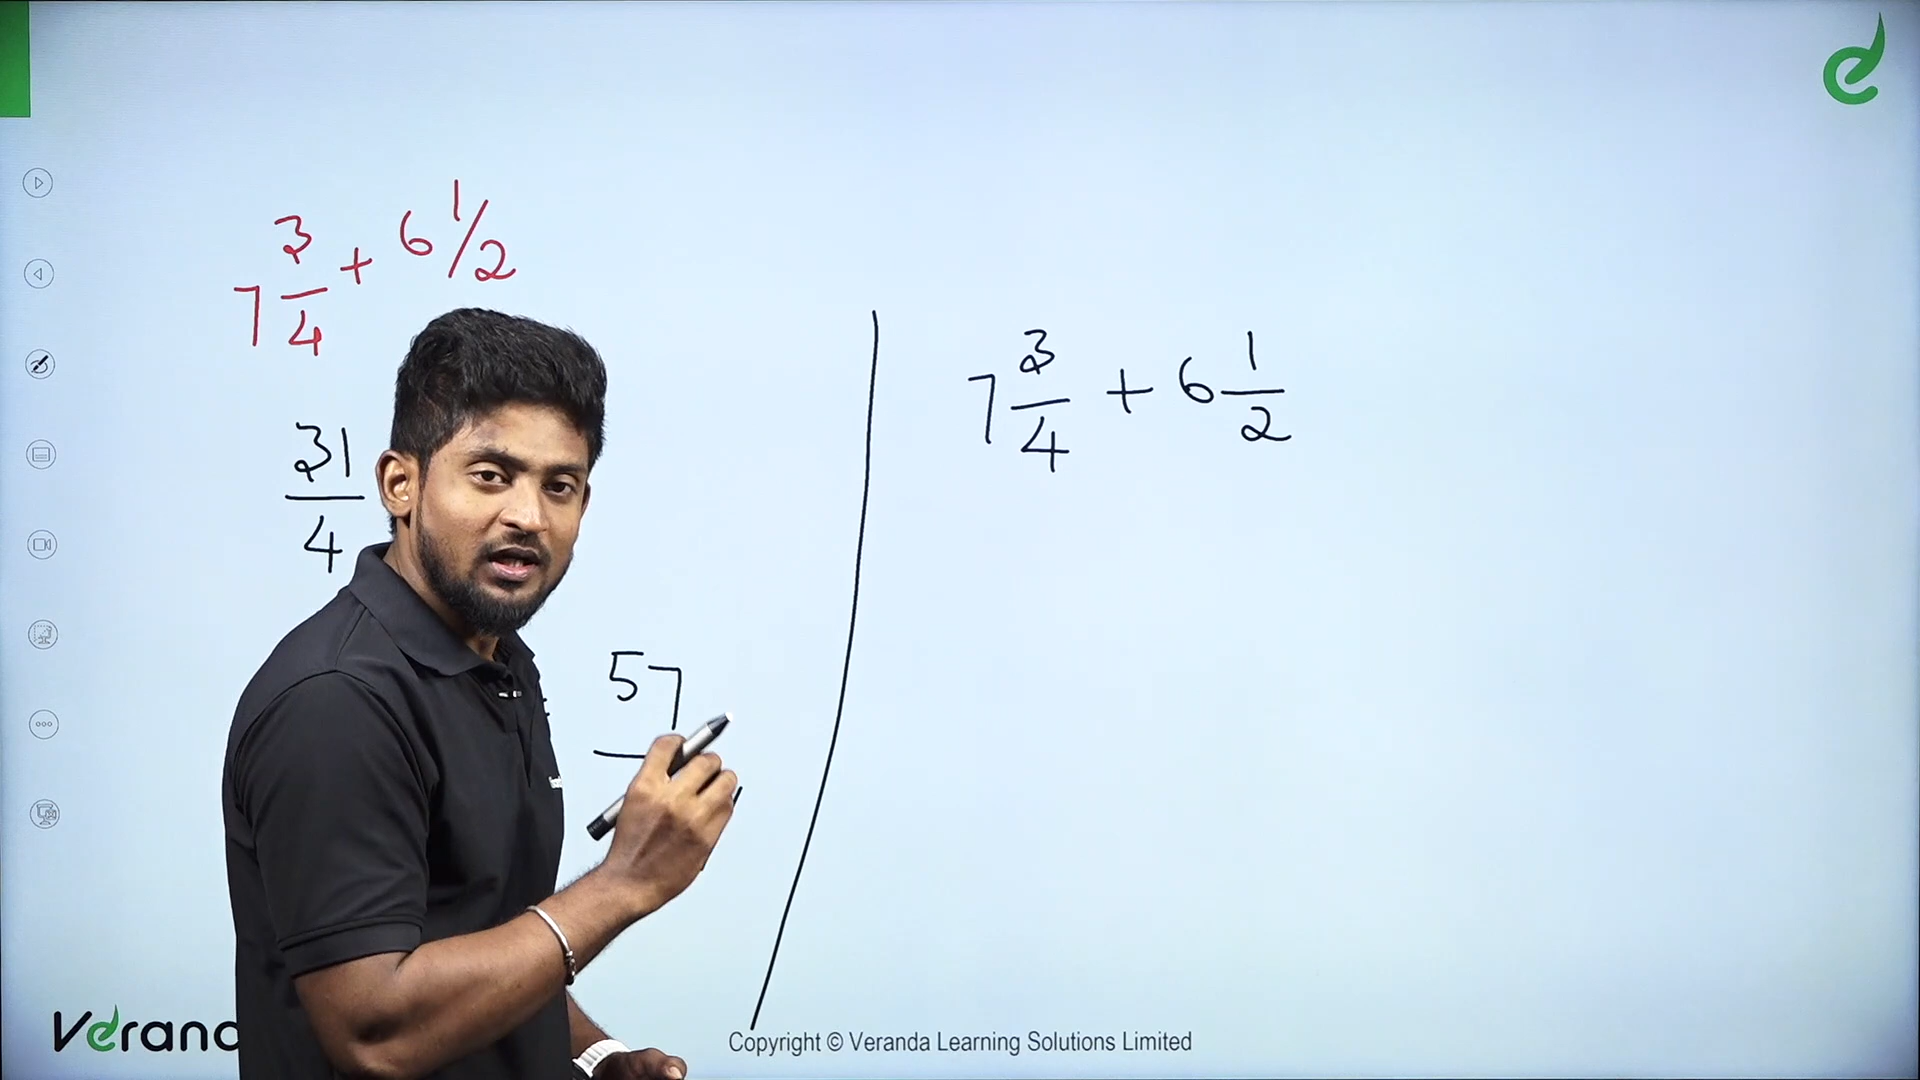 7 3/4 + 6 1/2
31/4
57
7 3/4 + 6 1/2
Copyright © Veranda Learning Solutions Limited